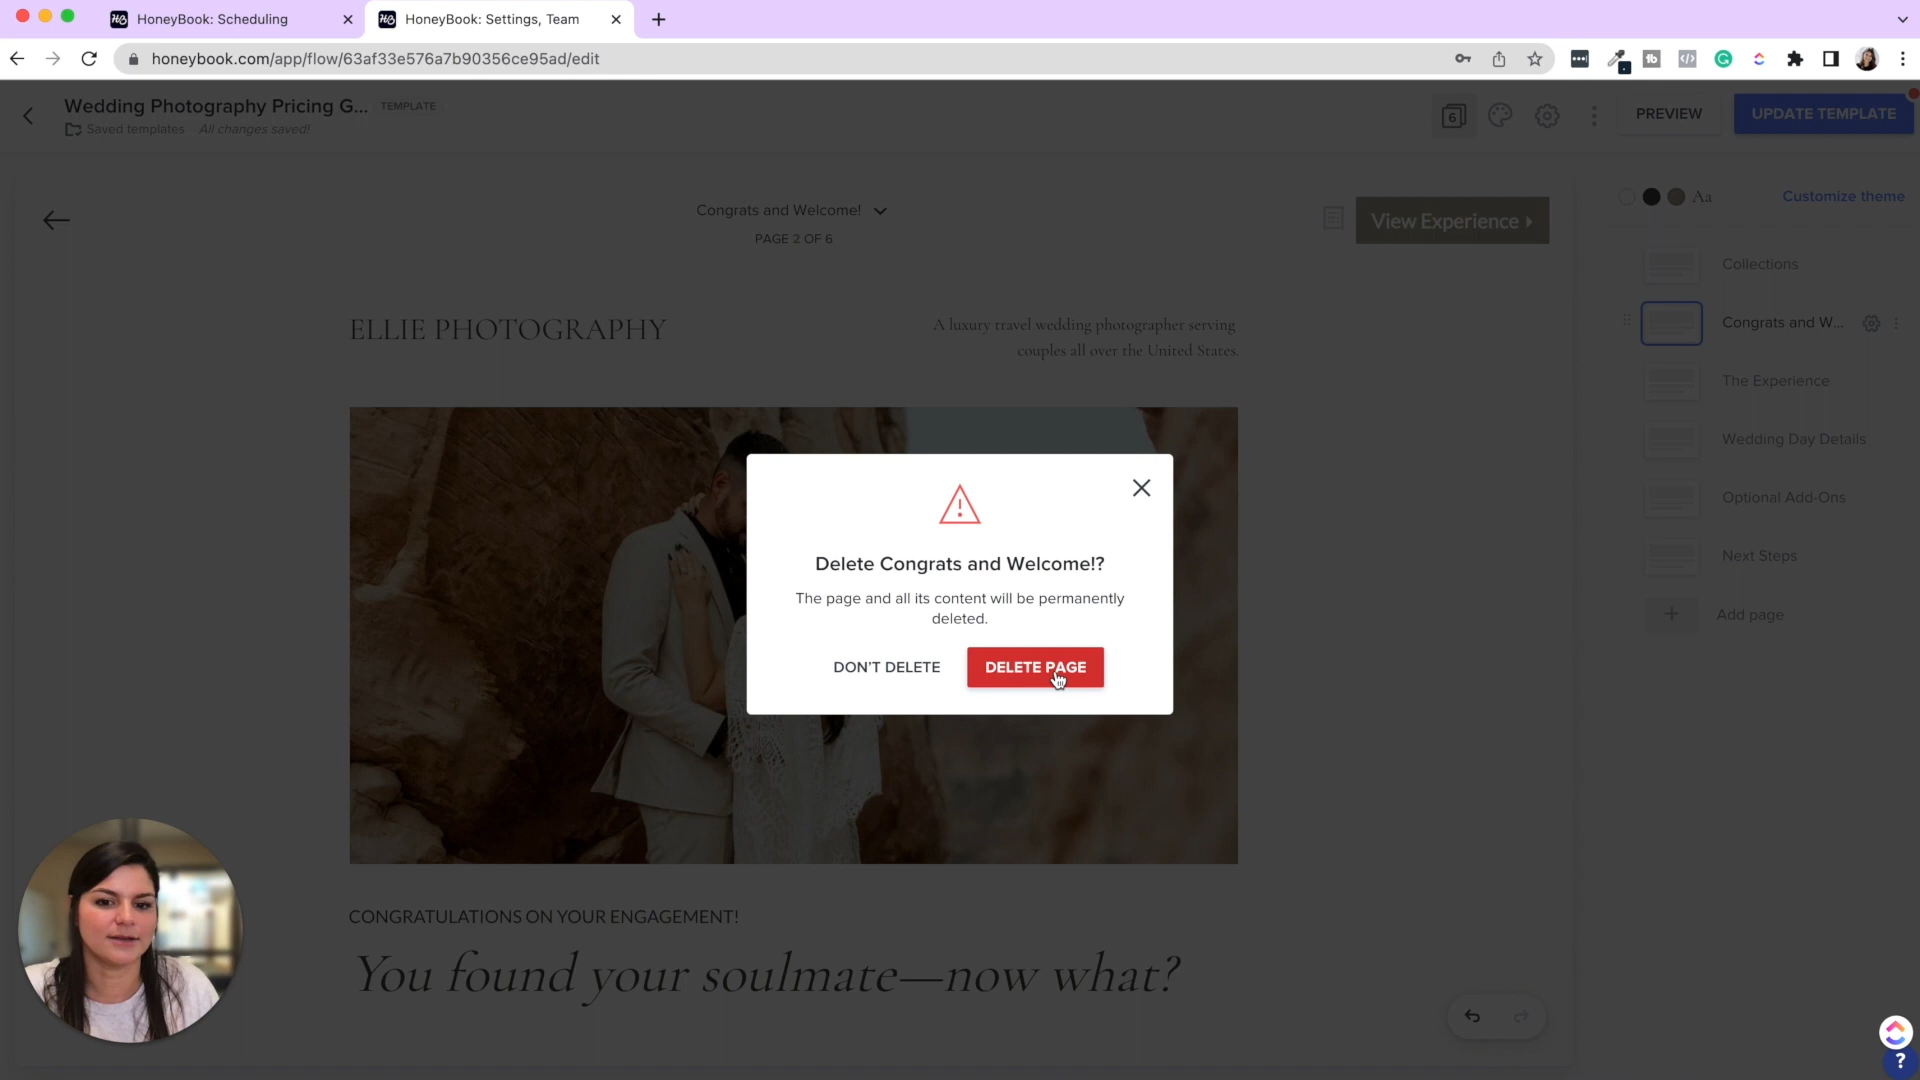 HoneyBook: Scheduling
HoneyBook: Settings, Team
honeybook.com/app/flow/63af33e576a7b90356ce95ad/edit
Wedding Photography Pricing G... TEMPLATE
Saved templates · All changes saved!
6
PREVIEW
UPDATE TEMPLATE
Congrats and Welcome!
PAGE 2 OF 6
View Experience
Aa
Customize theme
Collections
Congrats and W...
The Experience
Wedding Day Details
Optional Add-Ons
Next Steps
Add page
ELLIE PHOTOGRAPHY
A luxury travel wedding photographer serving
couples all over the United States.
Delete Congrats and Welcome!?
The page and all its content will be permanently
deleted.
DON'T DELETE
DELETE PAGE
CONGRATULATIONS ON YOUR ENGAGEMENT!
You found your soulmate—now what?
?